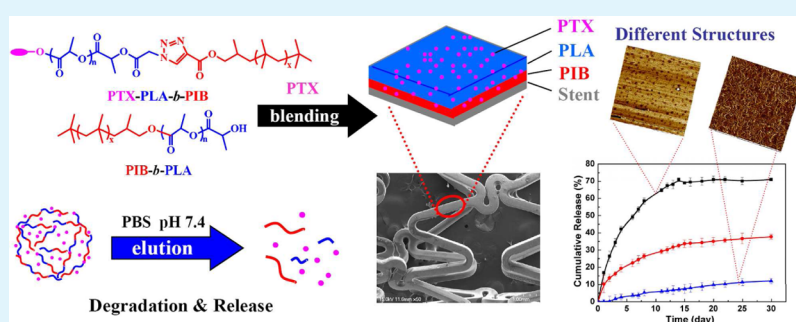 PTX-PLA-b-PIB
PIB-b-PLA
PTX
blending
PTX
PLA
PIB
Stent
Different Structures
PBS pH 7.4
elution
Degradation & Release
Cumulative Release (%)
80
70
60
50
40
30
20
10
0
0 5 10 15 20 25 30
Time (day)